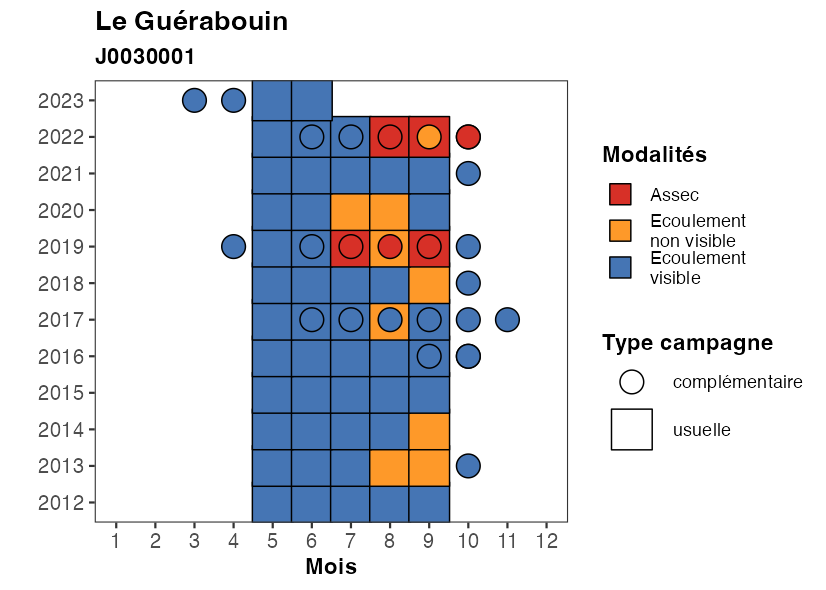 Le Guérabouin
J0030001
2023
2022
2021
2020
2019
2018
2017
2016
2015
2014
2013
2012
1 2 3 4 5 6 7 8 9 10 11 12
Mois
Modalités
Assec
Ecoulement
non visible
Ecoulement
visible
Type campagne
complémentaire
usuelle